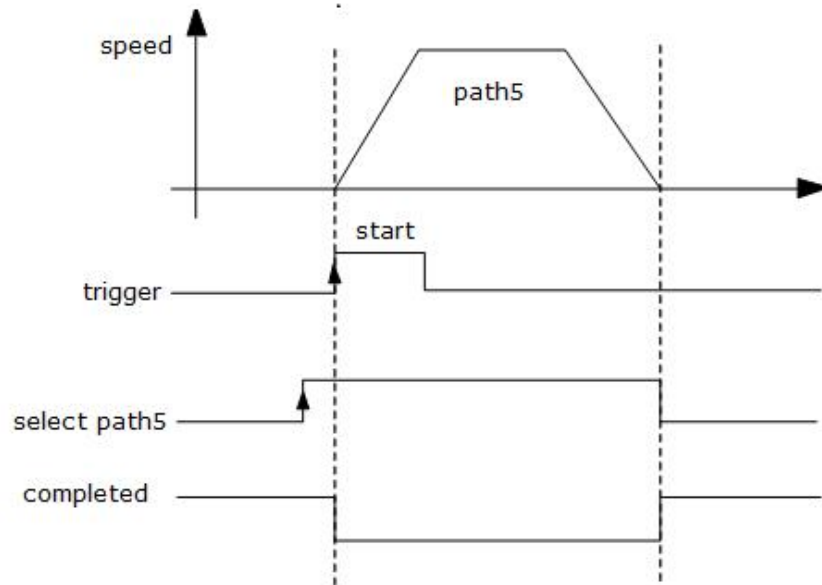 speed
path5
start
trigger
select path5
completed